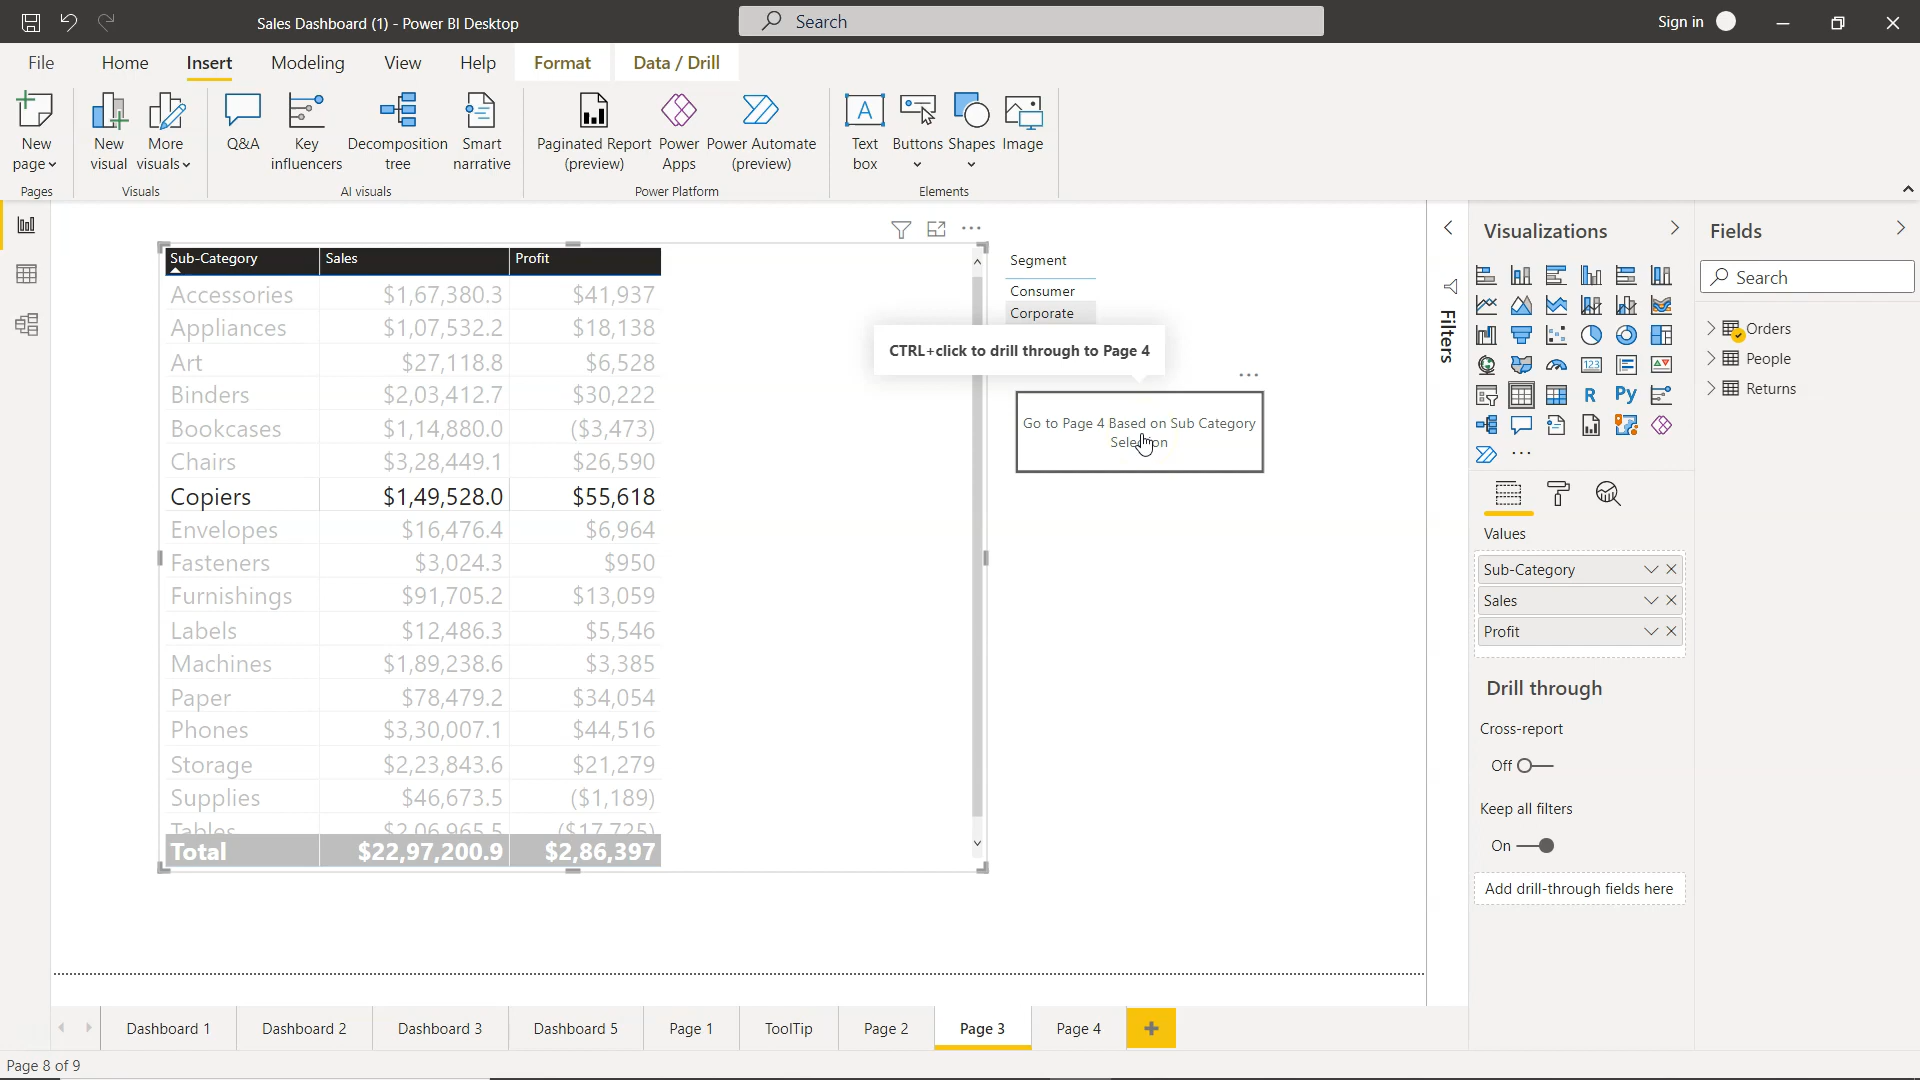 Sales Dashboard (1) - Power BI Desktop
Search
Sign in
File Home Insert Modeling View Help Format Data / Drill
New page
New visual
More visuals
Q&A
Key influencers
Decomposition tree
Smart narrative
Paginated Report (preview)
Power Apps
Power Automate (preview)
Text box
Buttons
Shapes
Image
Pages
Visuals
AI visuals
Power Platform
Elements
Sub-Category Sales Profit
Accessories $1,67,380.3 $41,937
Appliances $1,07,532.2 $18,138
Art $27,118.8 $6,528
Binders $2,03,412.7 $30,222
Bookcases $1,14,880.0 ($3,473)
Chairs $3,28,449.1 $26,590
Copiers $1,49,528.0 $55,618
Envelopes $16,476.4 $6,964
Fasteners $3,024.3 $950
Furnishings $91,705.2 $13,059
Labels $12,486.3 $5,546
Machines $1,89,238.6 $3,385
Paper $78,479.2 $34,054
Phones $3,30,007.1 $44,516
Storage $2,23,843.6 $21,279
Supplies $46,673.5 ($1,189)
Tables $2,06,965.5 ($17,725)
Total $22,97,200.9 $2,86,397
Segment
Consumer
Corporate
CTRL+click to drill through to Page 4
Go to Page 4 Based on Sub Category
Selection
Filters
Visualizations
R
Py
123
Values
Sub-Category
Sales
Profit
Drill through
Cross-report
Off
Keep all filters
On
Add drill-through fields here
Fields
Search
Orders
People
Returns
Dashboard 1 Dashboard 2 Dashboard 3 Dashboard 5 Page 1 ToolTip Page 2 Page 3 Page 4
Page 8 of 9